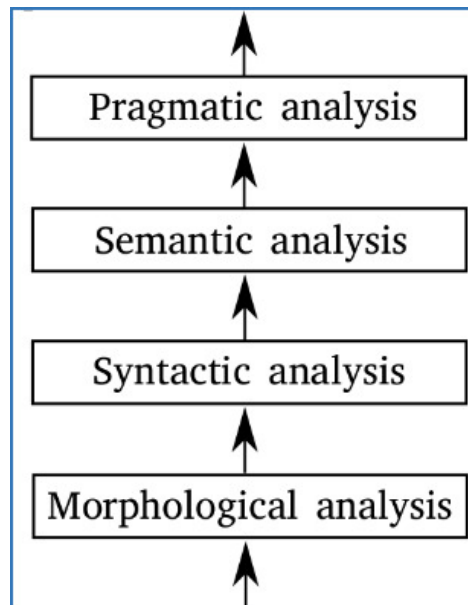 Pragmatic analysis
Semantic analysis
Syntactic analysis
Morphological analysis